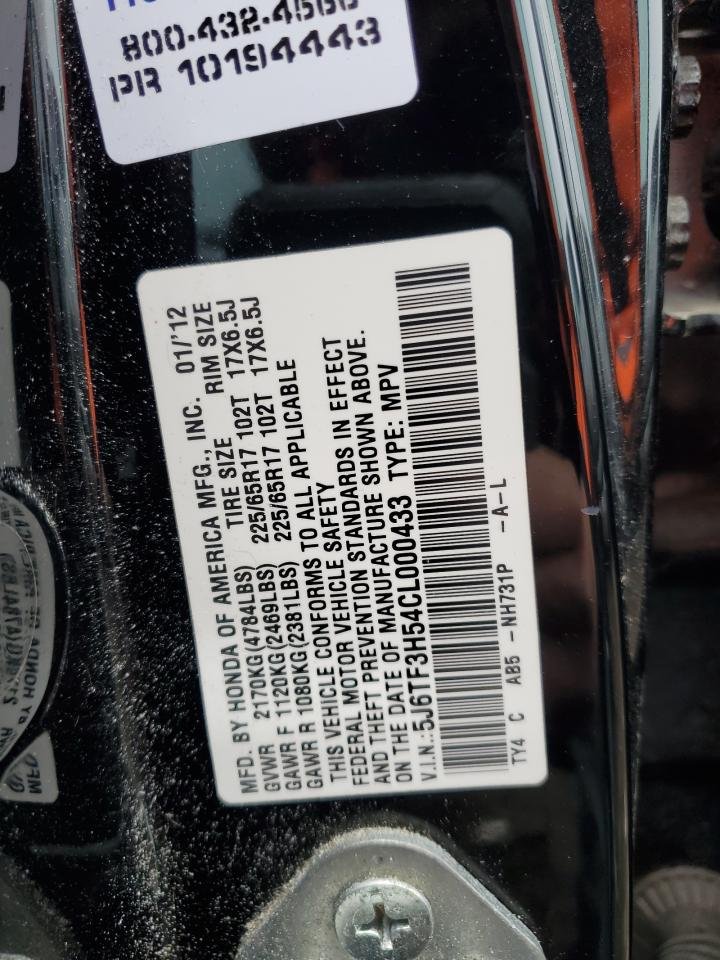 800-432-4566
PR 10194443
MFD. BY HONDA OF AMERICA MFG., INC. 01/'12
GVWR 2170KG(4784LBS) TIRE SIZE RIM SIZE
GAWR F 1120KG(2469LBS) 225/65R17 102T 17X6.5J
GAWR R 1080KG(2381LBS) 225/65R17 102T 17X6.5J
THIS VEHICLE CONFORMS TO ALL APPLICABLE
FEDERAL MOTOR VEHICLE SAFETY
AND THEFT PREVENTION STANDARDS IN EFFECT
ON THE DATE OF MANUFACTURE SHOWN ABOVE.
V.I.N.:5J6TF3H54CL000433 TYPE: MPV
TY4 C AB5 -NH731P -A-L